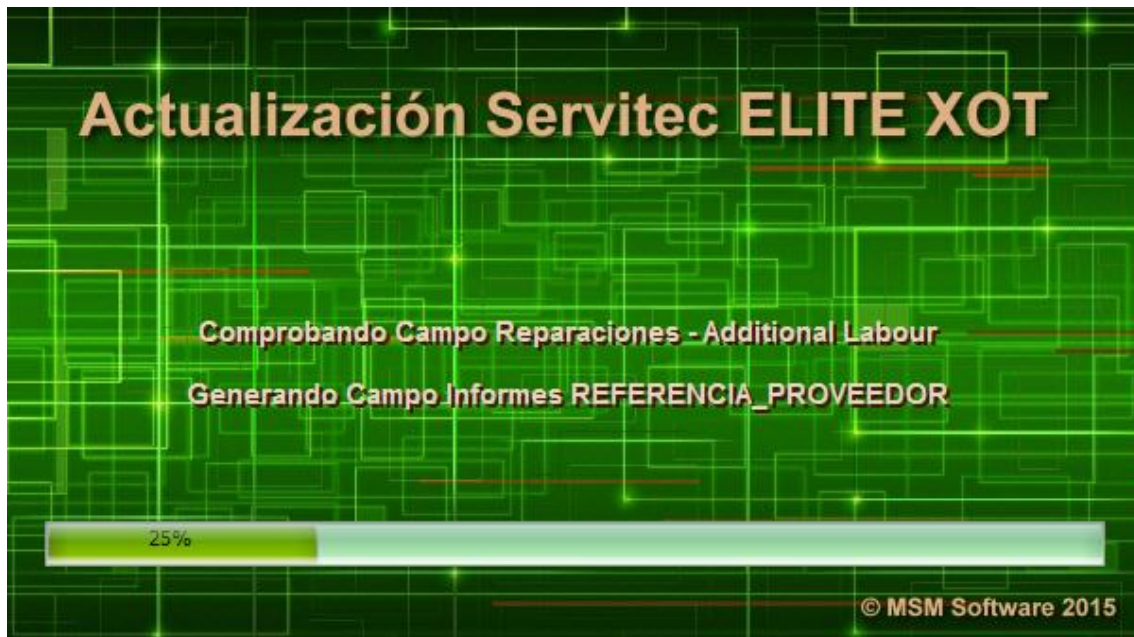 Actualización Servitec ELITE XOT
Comprobando Campo Reparaciones - Additional Labour
Generando Campo Informes REFERENCIA_PROVEEDOR
25%
© MSM Software 2015